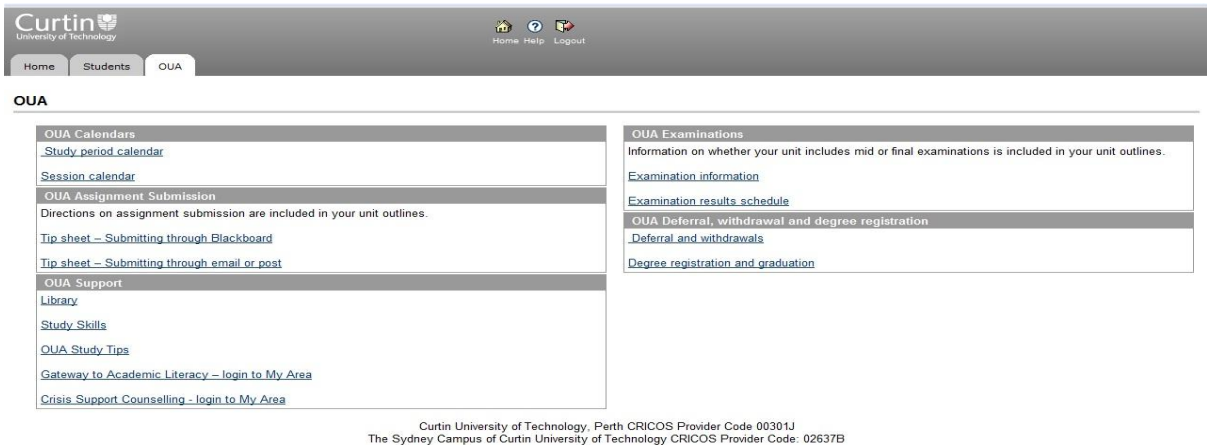 Curtin
University of Technology
Home Help Logout
Home Students OUA
OUA
OUA Calendars
Study period calendar
Session calendar
OUA Assignment Submission
Directions on assignment submission are included in your unit outlines.
Tip sheet – Submitting through Blackboard
Tip sheet – Submitting through email or post
OUA Support
Library
Study Skills
OUA Study Tips
Gateway to Academic Literacy – login to My Area
Crisis Support Counselling - login to My Area
OUA Examinations
Information on whether your unit includes mid or final examinations is included in your unit outlines.
Examination information
Examination results schedule
OUA Deferral, withdrawal and degree registration
Deferral and withdrawals
Degree registration and graduation
Curtin University of Technology, Perth CRICOS Provider Code 00301J
The Sydney Campus of Curtin University of Technology CRICOS Provider Code: 02637B